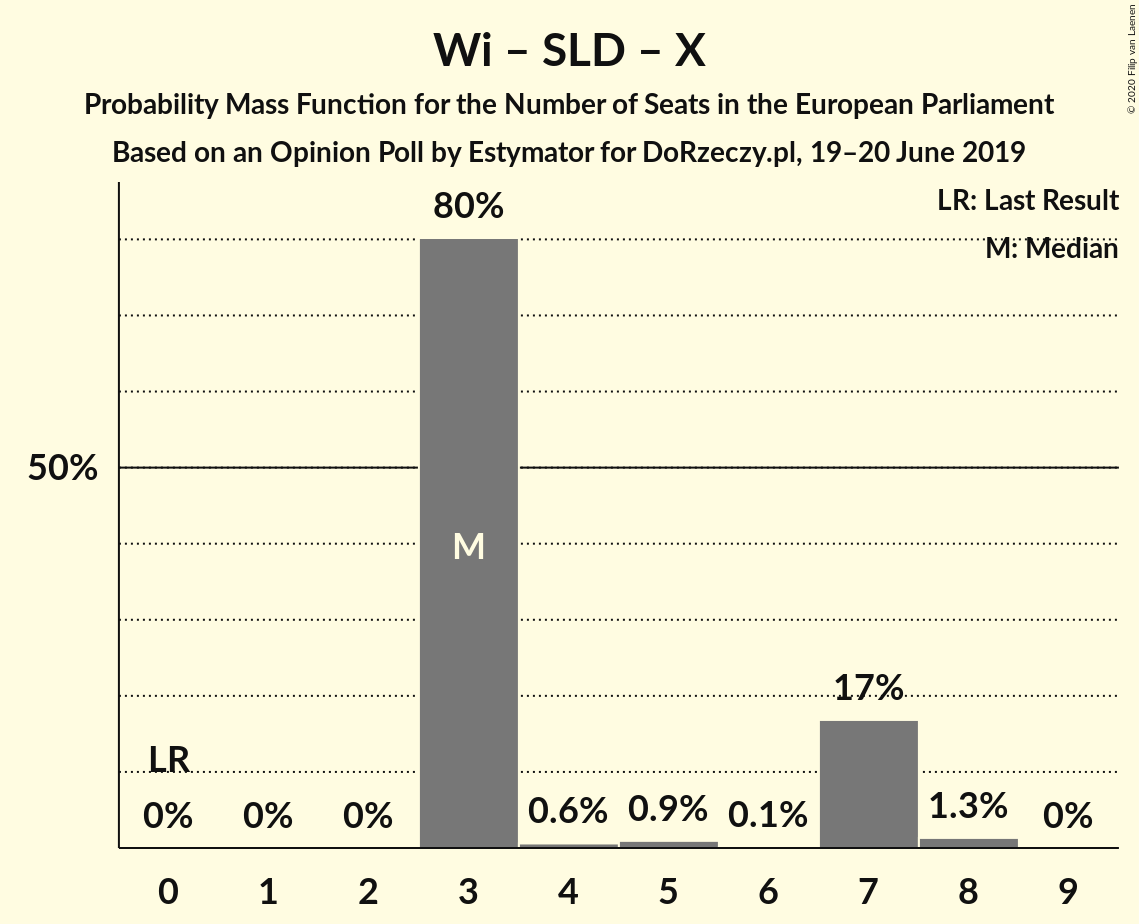 Wi – SLD – X
Probability Mass Function for the Number of Seats in the European Parliament
Based on an Opinion Poll by Estymator for DoRzeczy.pl, 19–20 June 2019
© 2020 Filip van Laenen
LR: Last Result
M: Median
80%
50%
M
17%
LR
0% 0% 0% 0.6% 0.9% 0.1% 1.3% 0%
0 1 2 3 4 5 6 7 8 9